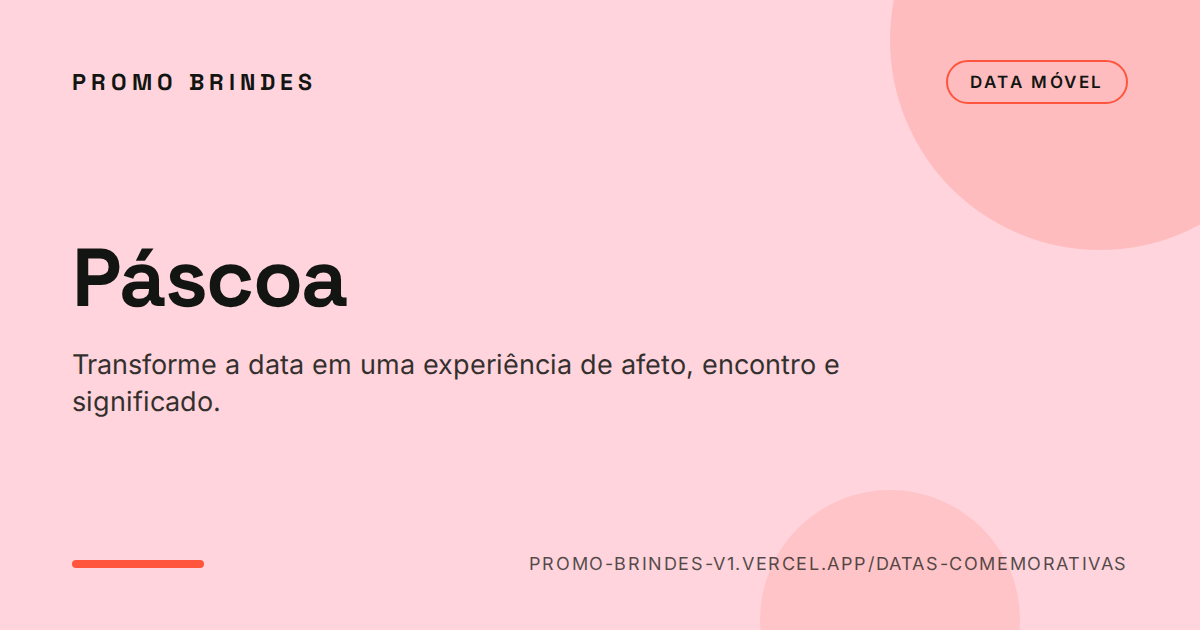 PROMO BRINDES
DATA MÓVEL
Páscoa
Transforme a data em uma experiência de afeto, encontro e
significado.
PROMO-BRINDES-V1.VERCEL.APP/DATAS-COMEMORATIVAS